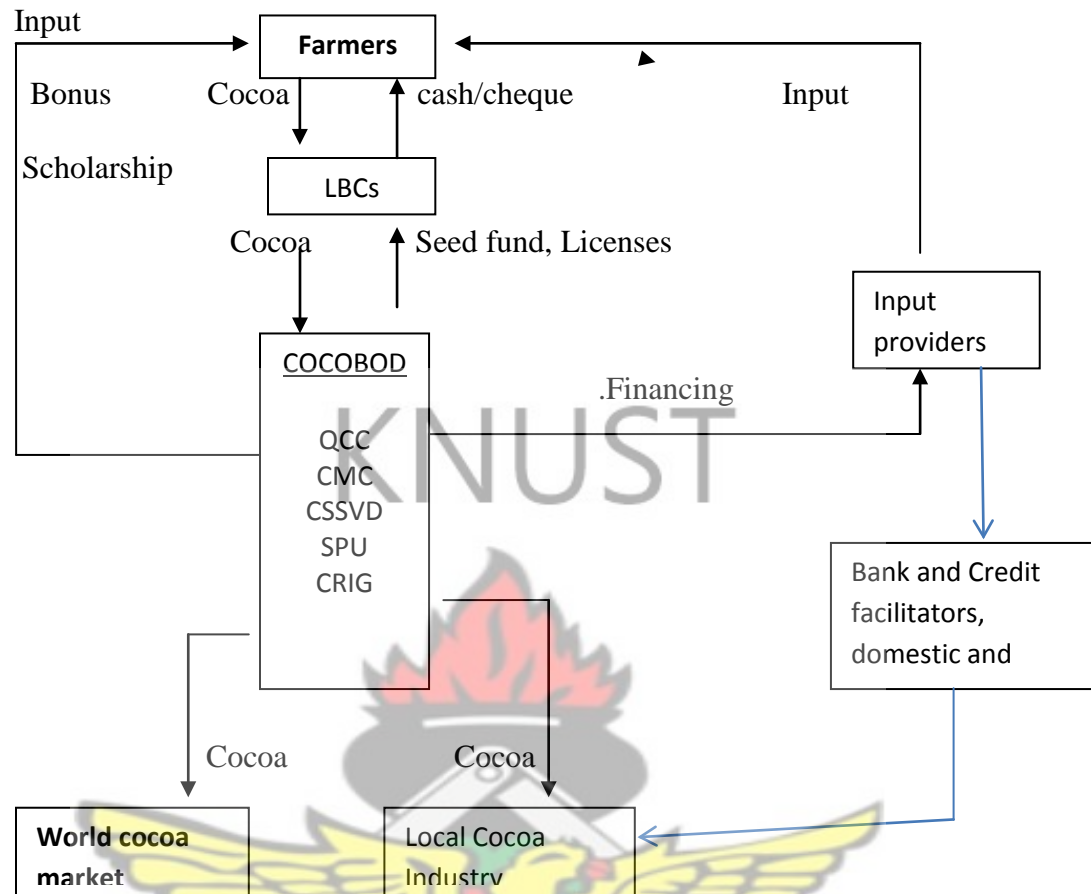 Input
Farmers
Bonus
Cocoa
cash/cheque
Input
Scholarship
LBCs
Cocoa
Seed fund, Licenses
Input
providers
COCOBOD
.Financing
KNUST
QCC
CMC
CSSVD
SPU
CRIG
Bank and Credit
facilitators,
domestic and
Cocoa
Cocoa
World cocoa
market
Local Cocoa
Industry